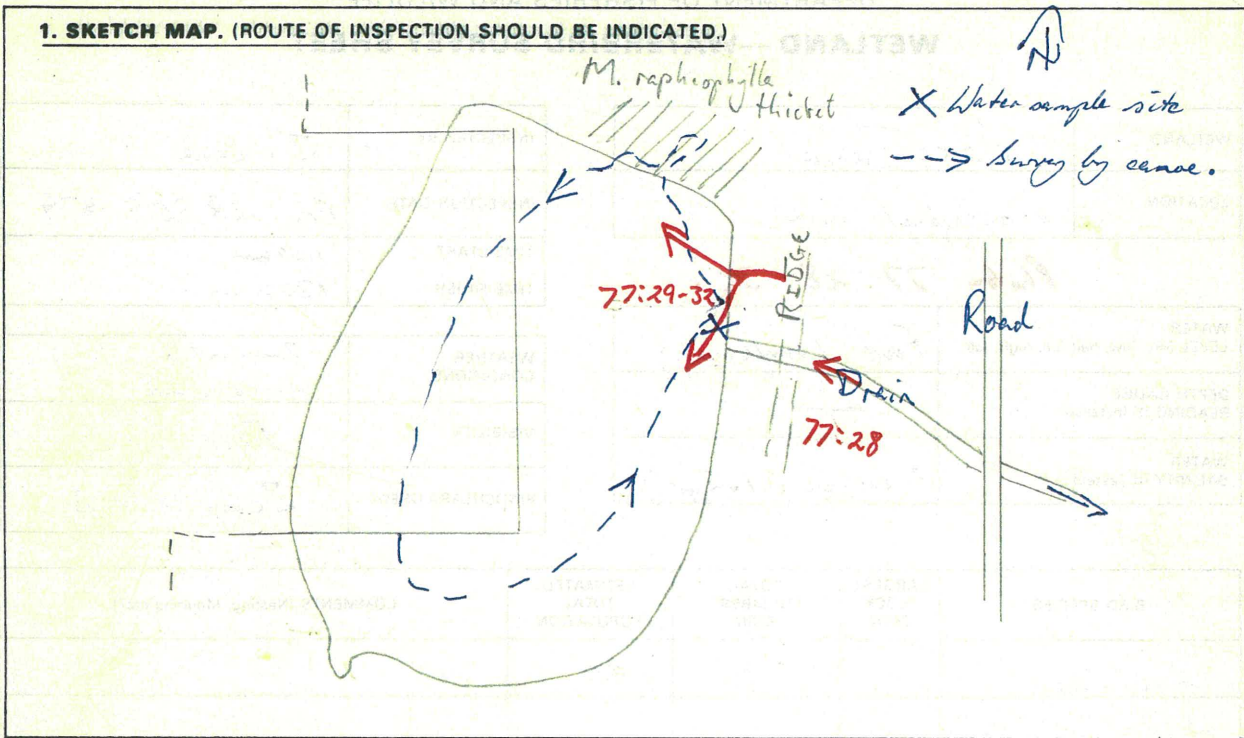 1. SKETCH MAP. (ROUTE OF INSPECTION SHOULD BE INDICATED.)
N
M. rapheophylla
thicket
X Water sample site
---> Survey by canoe.
77:29-32
RIDGE
Road
Drain
77:28